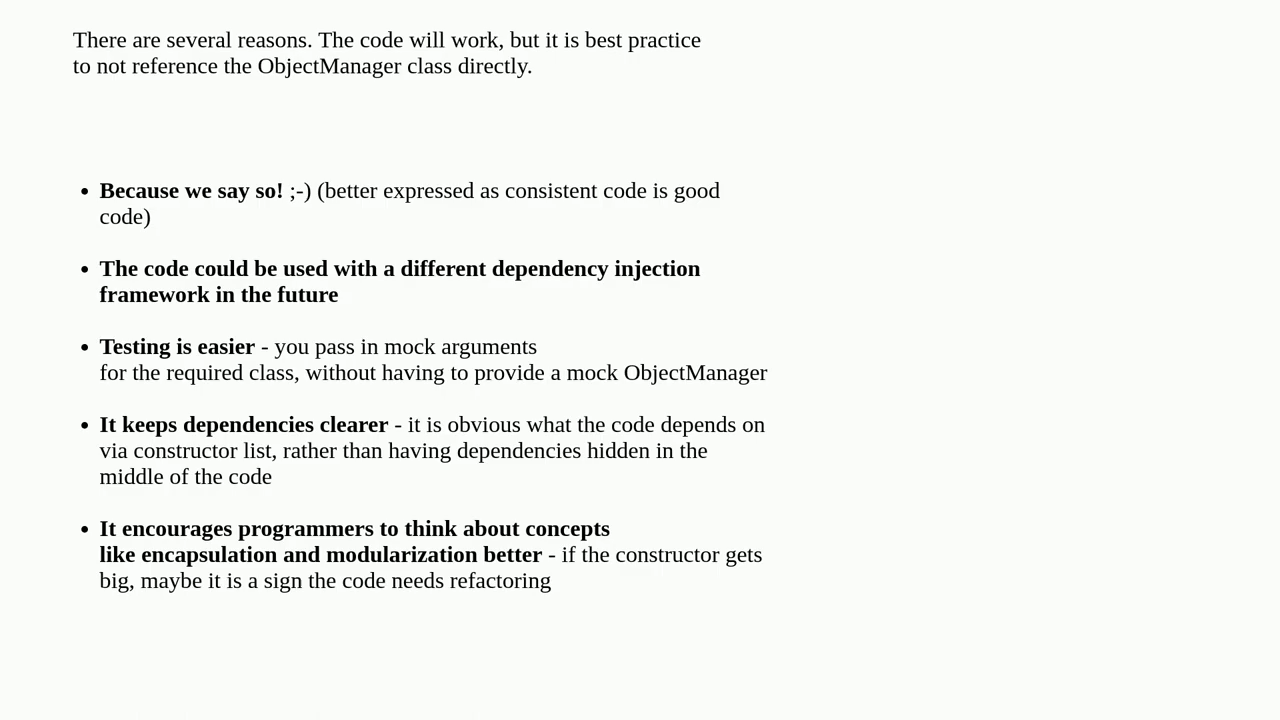 There are several reasons. The code will work, but it is best practice
to not reference the ObjectManager class directly.
• Because we say so! ;-) (better expressed as consistent code is good
code)
• The code could be used with a different dependency injection
framework in the future
• Testing is easier - you pass in mock arguments
for the required class, without having to provide a mock ObjectManager
• It keeps dependencies clearer - it is obvious what the code depends on
via constructor list, rather than having dependencies hidden in the
middle of the code
• It encourages programmers to think about concepts
like encapsulation and modularization better - if the constructor gets
big, maybe it is a sign the code needs refactoring